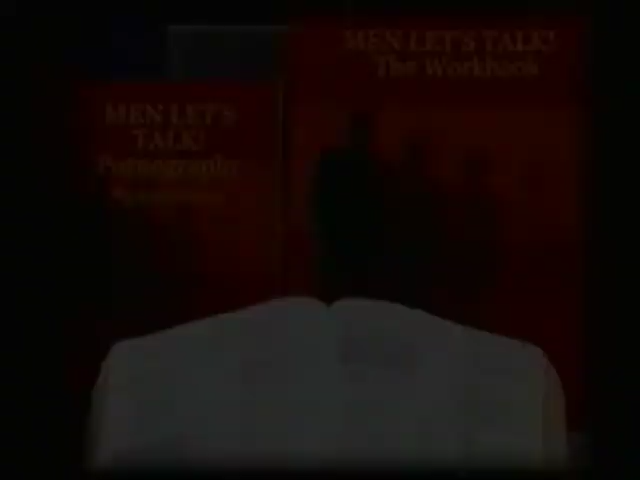 MEN LET'S
TALK!
Pornography
MEN LET'S TALK!
The Workbook